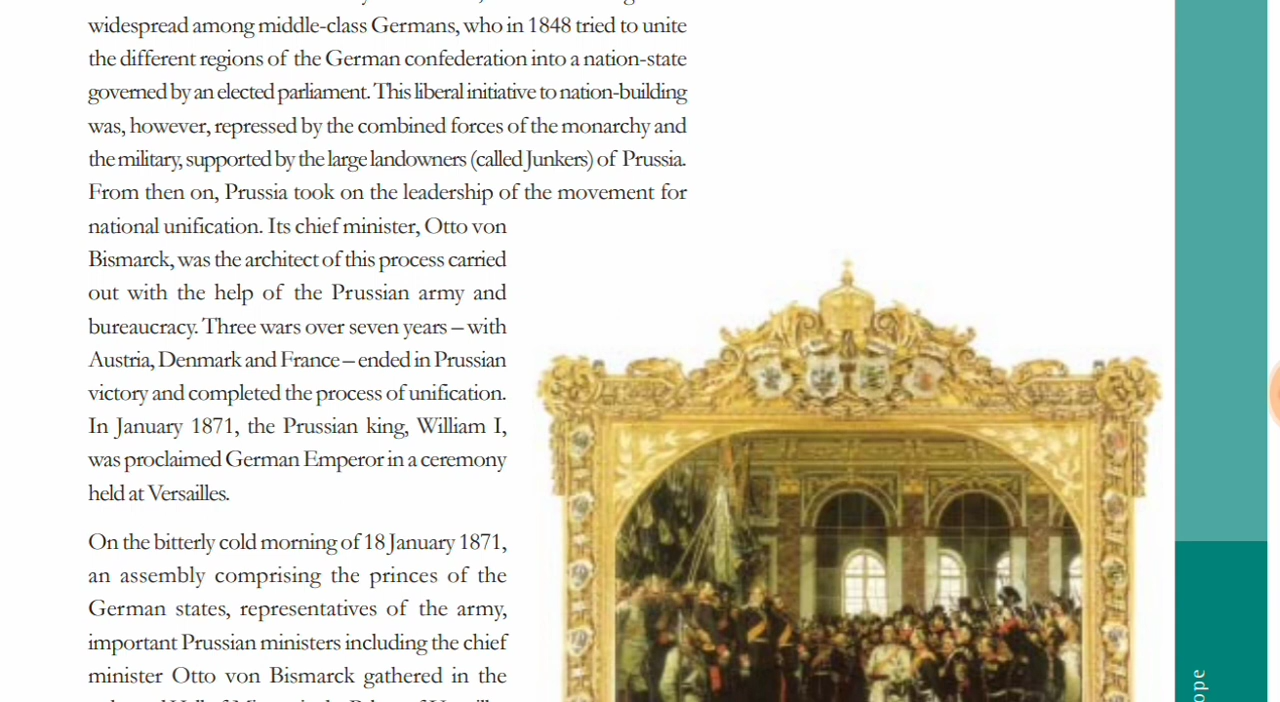 widespread among middle-class Germans, who in 1848 tried to unite
the different regions of the German confederation into a nation-state
governed by an elected parliament. This liberal initiative to nation-building
was, however, repressed by the combined forces of the monarchy and
the military, supported by the large landowners (called Junkers) of Prussia.
From then on, Prussia took on the leadership of the movement for
national unification. Its chief minister, Otto von
Bismarck, was the architect of this process carried
out with the help of the Prussian army and
bureaucracy. Three wars over seven years – with
Austria, Denmark and France – ended in Prussian
victory and completed the process of unification.
In January 1871, the Prussian king, William I,
was proclaimed German Emperor in a ceremony
held at Versailles.
On the bitterly cold morning of 18 January 1871,
an assembly comprising the princes of the
German states, representatives of the army,
important Prussian ministers including the chief
minister Otto von Bismarck gathered in the